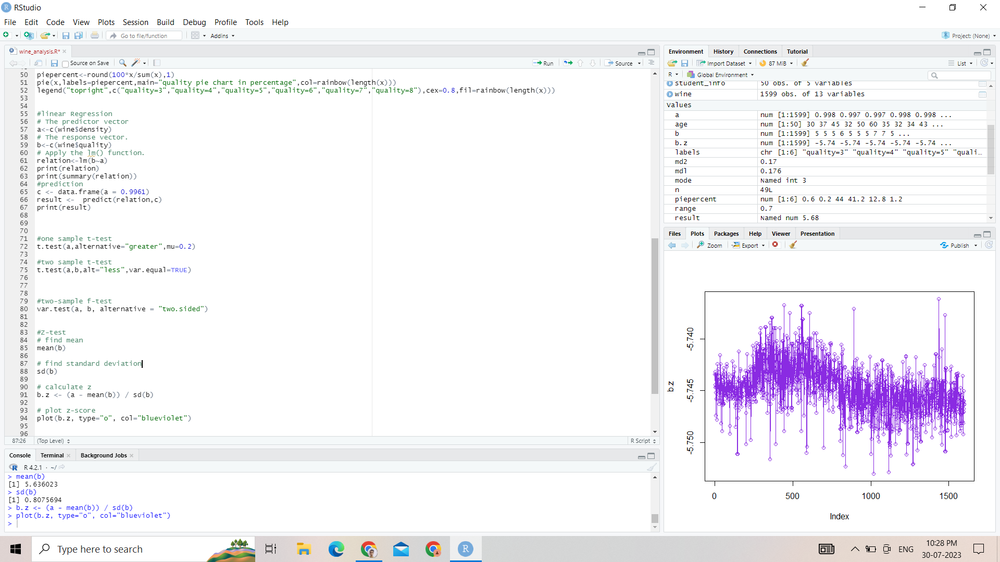 RStudio
File Edit Code View Plots Session Build Debug Profile Tools Help
Go to file/function Addins Project: (None)
wine_analysis.R*
Source on Save Run Source
50 piepercent<-round(100*x/sum(x),1)
51 pie(x,labels=piepercent,main="quality pie chart in percentage",col=rainbow(length(x)))
52 legend("topright",c("quality=3","quality=4","quality=5","quality=6","quality=7","quality=8"),cex=0.8,fil=rainbow(length(x)))
53
54
55 #linear Regression
56 # The predictor vector
57 a<-c(wine$density)
58 # The response vector.
59 b<-c(wine$quality)
60 # Apply the lm() function.
61 relation<-lm(b~a)
62 print(relation)
63 print(summary(relation))
64 #prediction
65 c <- data.frame(a = 0.9961)
66 result <-  predict(relation,c)
67 print(result)
68
69
70
71 #one sample t-test
72 t.test(a,alternative="greater",mu=0.2)
73
74 #two sample t-test
75 t.test(a,b,alt="less",var.equal=TRUE)
76
77
78
79 #two-sample f-test
80 var.test(a, b, alternative = "two.sided")
81
82
83 #Z-test
84 # find mean
85 mean(b)
86
87 # find standard deviation
88 sd(b)
89
90 # calculate z
91 b.z <- (a - mean(b)) / sd(b)
92
93 # plot z-score
94 plot(b.z, type="o", col="blueviolet")
95
96
87:26 (Top Level) R Script
Console Terminal Background Jobs
R 4.2.1 · ~/
> mean(b)
[1] 5.636023
> sd(b)
[1] 0.8075694
> b.z <- (a - mean(b)) / sd(b)
> plot(b.z, type="o", col="blueviolet")
>
Environment History Connections Tutorial
Import Dataset 87 MiB List
R Global Environment
student_info 50 obs. of 5 variables
wine 1599 obs. of 13 variables
Values
a num [1:1599] 0.998 0.997 0.997 0.998 0.998 ...
age num [1:50] 30 37 45 32 50 60 35 32 34 43 ...
b num [1:1599] 5 5 5 6 5 5 5 7 7 5 ...
b.z num [1:1599] -5.74 -5.74 -5.74 -5.74 -5.74 ...
labels chr [1:6] "quality=3" "quality=4" "quality=5" "quali...
md2 0.17
mdl 0.176
mode Named int 3
n 49L
piepercent num [1:6] 0.6 0.2 44 41.2 12.8 1.2
range 0.7
result Named num 5.68
Files Plots Packages Help Viewer Presentation
Zoom Export Publish
b.z
-5.740
-5.745
-5.750
0 500 1000 1500
Index
Type here to search
ENG
10:28 PM
30-07-2023